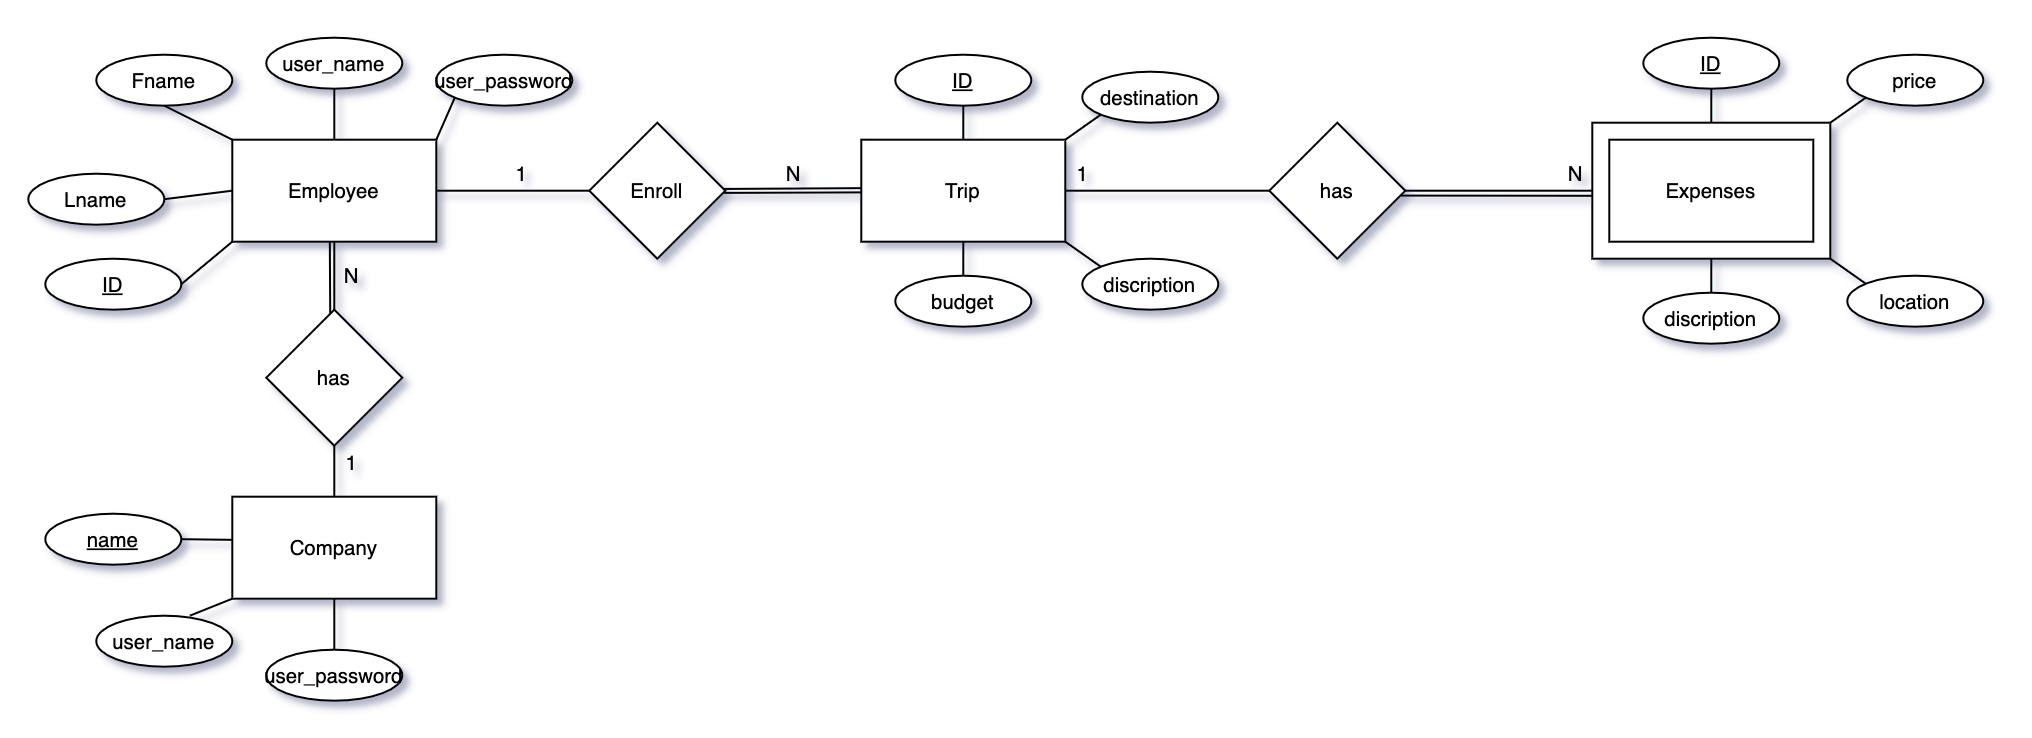 Fname
user_name
user_password
Lname
ID
Employee
1
Enroll
N
ID
destination
Trip
budget
discription
1
has
N
ID
price
Expenses
discription
location
N
has
1
name
Company
user_name
user_password